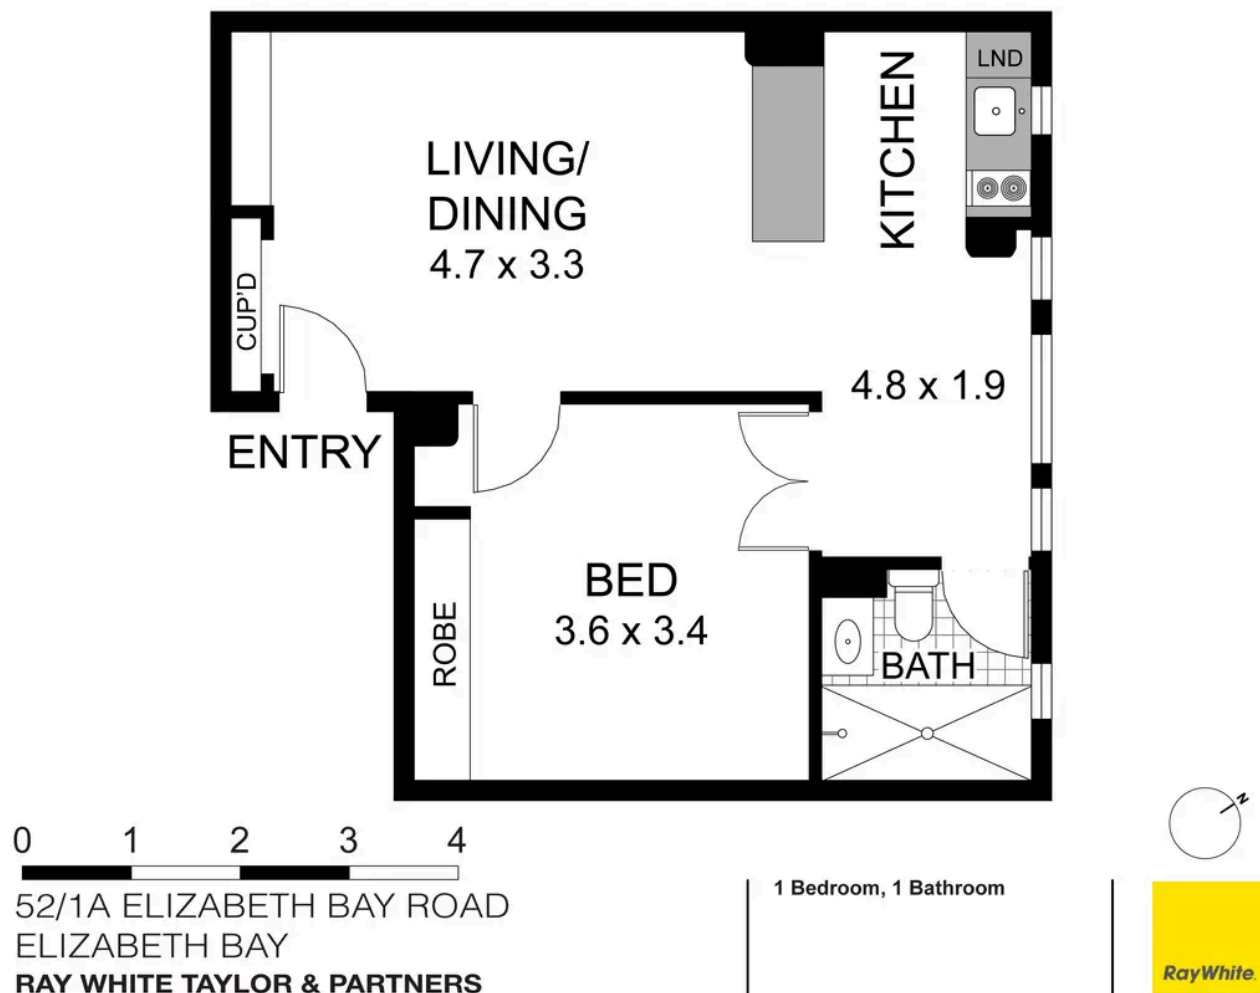 LND
KITCHEN
LIVING/
DINING
4.7 x 3.3
CUP'D
4.8 x 1.9
ENTRY
BED
3.6 x 3.4
ROBE
BATH
N
0 1 2 3 4
52/1A ELIZABETH BAY ROAD
ELIZABETH BAY
RAY WHITE TAYLOR & PARTNERS
1 Bedroom, 1 Bathroom
RayWhite.